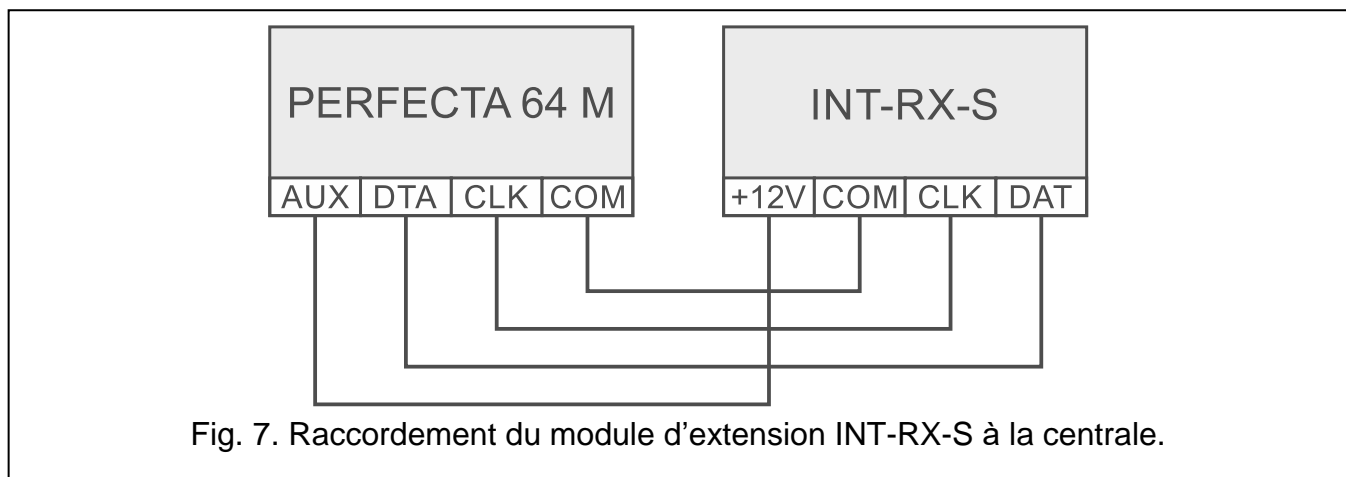 PERFECTA 64 M
INT-RX-S
AUX DTA CLK COM
+12V COM CLK DAT
Fig. 7. Raccordement du module d’extension INT-RX-S à la centrale.